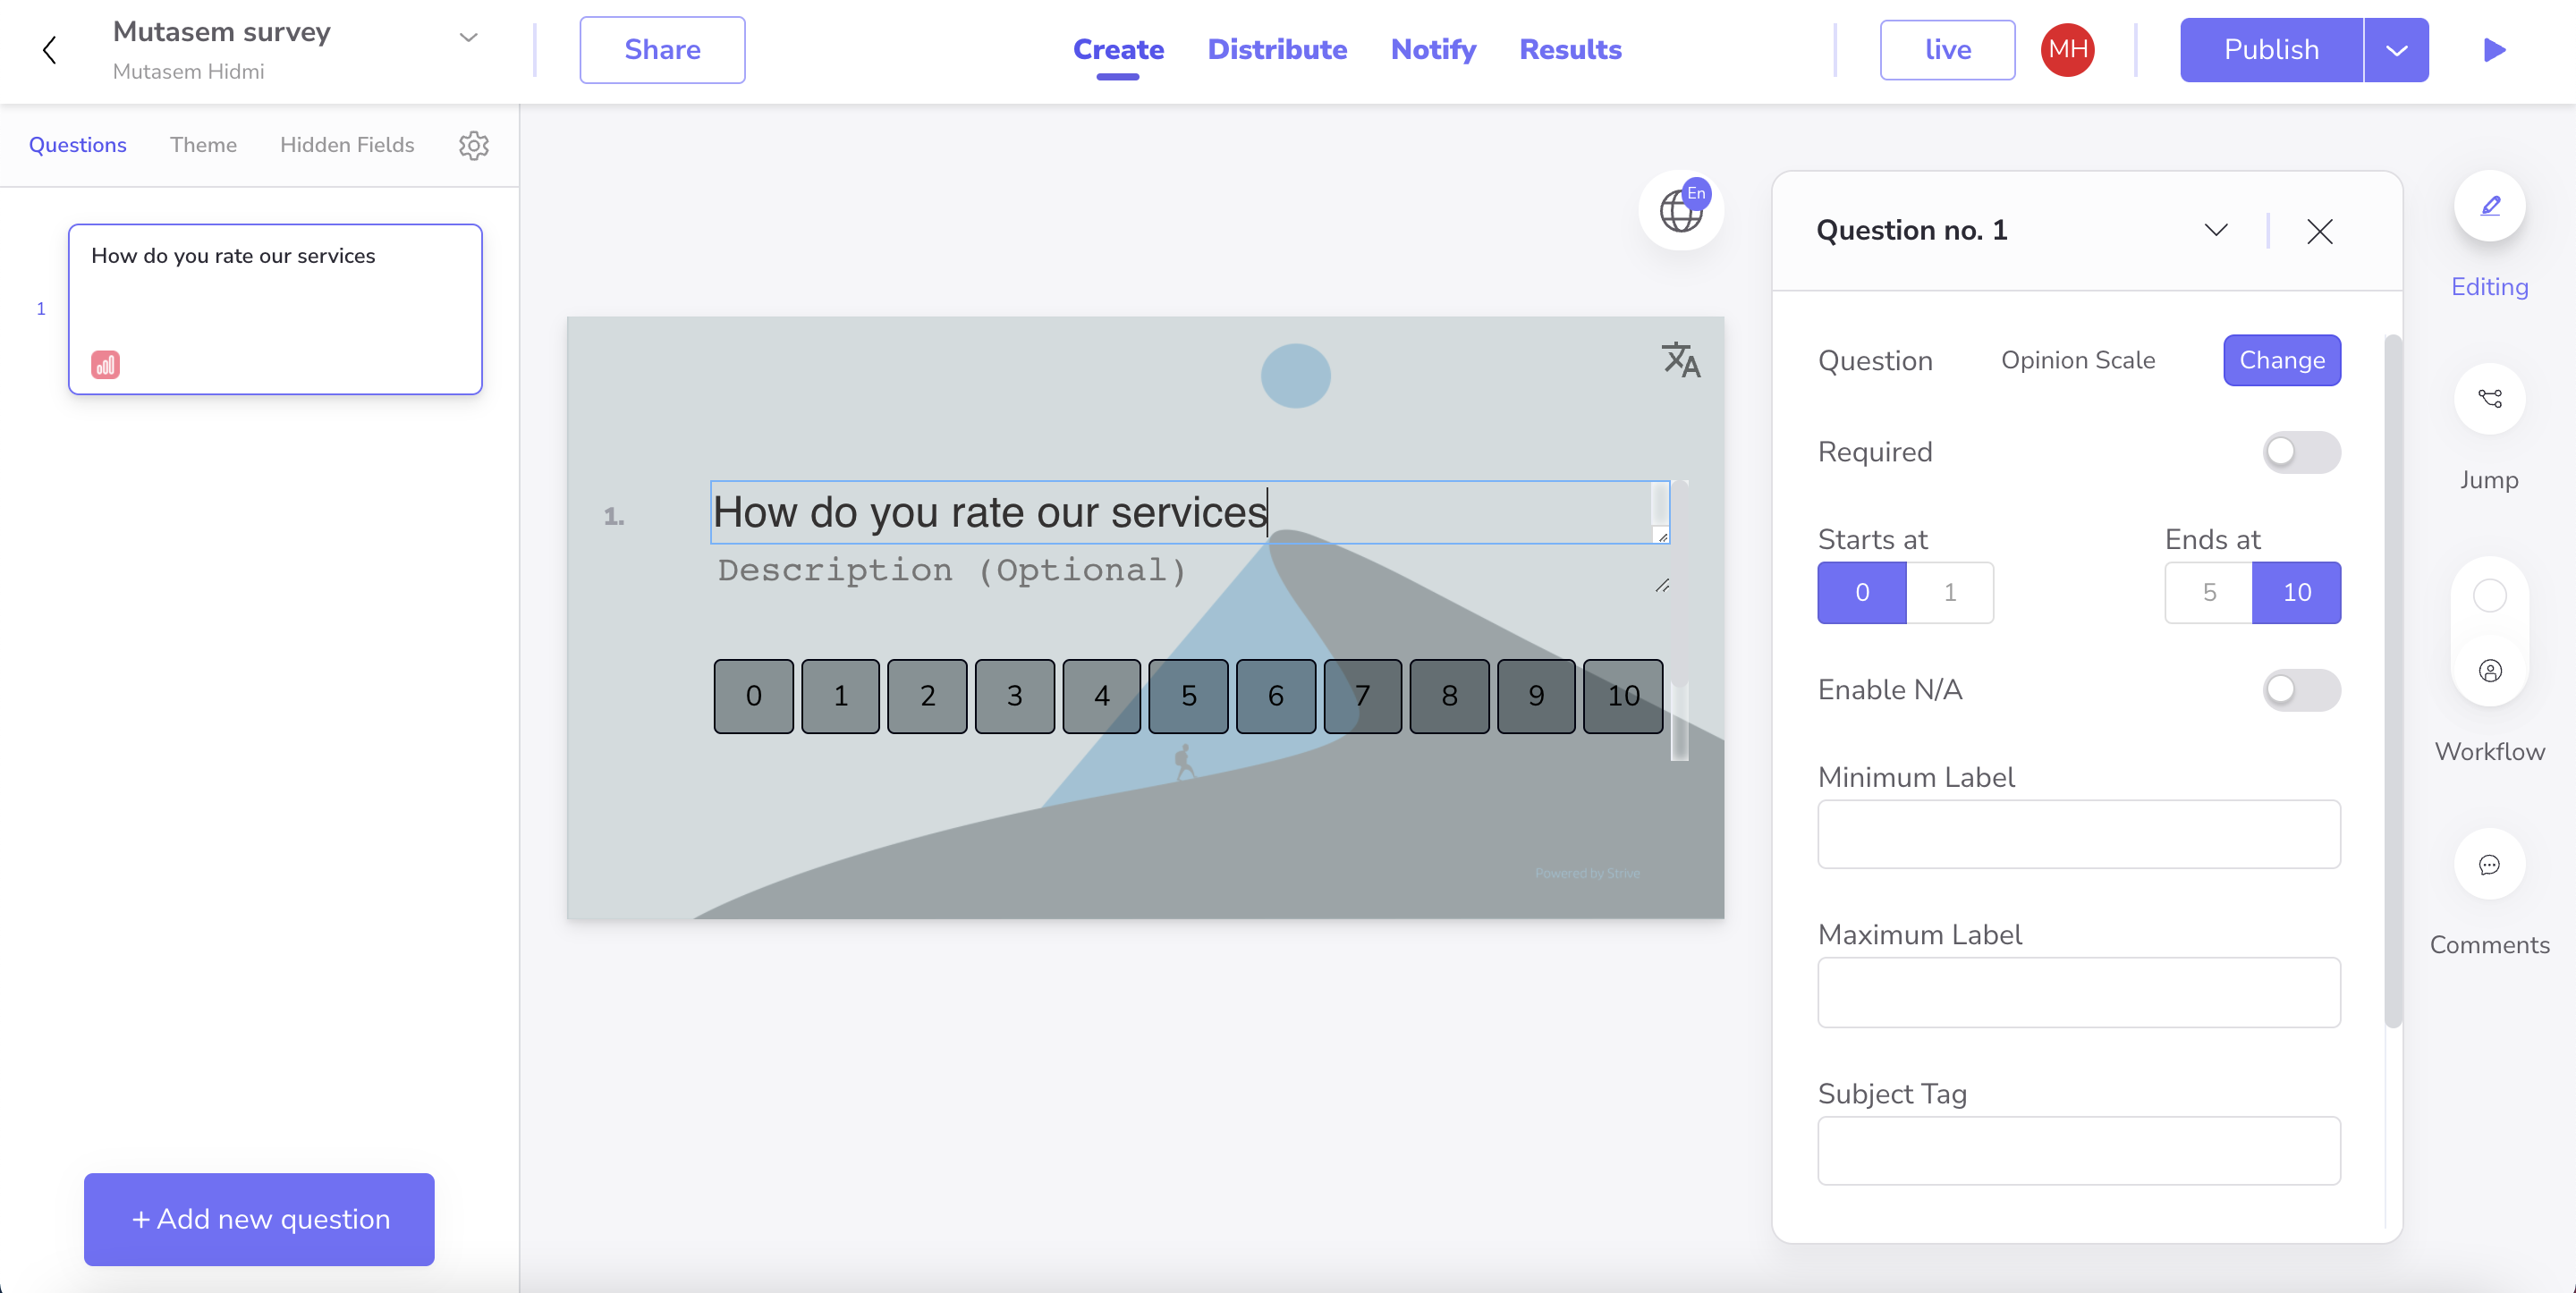 Mutasem survey
Mutasem Hidmi
Share
Create Distribute Notify Results
live
MH
Publish
Questions Theme Hidden Fields
1
How do you rate our services
+ Add new question
En
1.
How do you rate our services
Description (Optional)
0 1 2 3 4 5 6 7 8 9 10
Powered by Strive
Question no. 1
Question Opinion Scale Change
Required
Starts at Ends at
0 1 5 10
Enable N/A
Minimum Label
Maximum Label
Subject Tag
Editing
Jump
Workflow
Comments